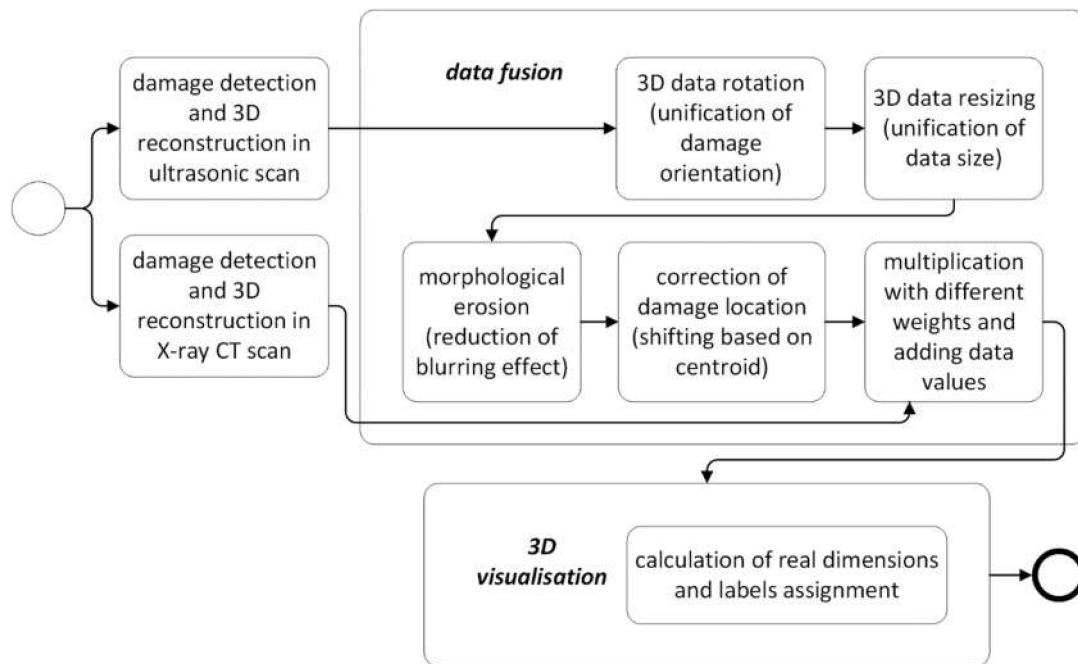 damage detection
and 3D
reconstruction in
ultrasonic scan
damage detection
and 3D
reconstruction in
X-ray CT scan
data fusion
3D data rotation
(unification of
damage
orientation)
3D data resizing
(unification of
data size)
morphological
erosion
(reduction of
blurring effect)
correction of
damage location
(shifting based on
centroid)
multiplication
with different
weights and
adding data
values
3D
visualisation
calculation of real dimensions
and labels assignment